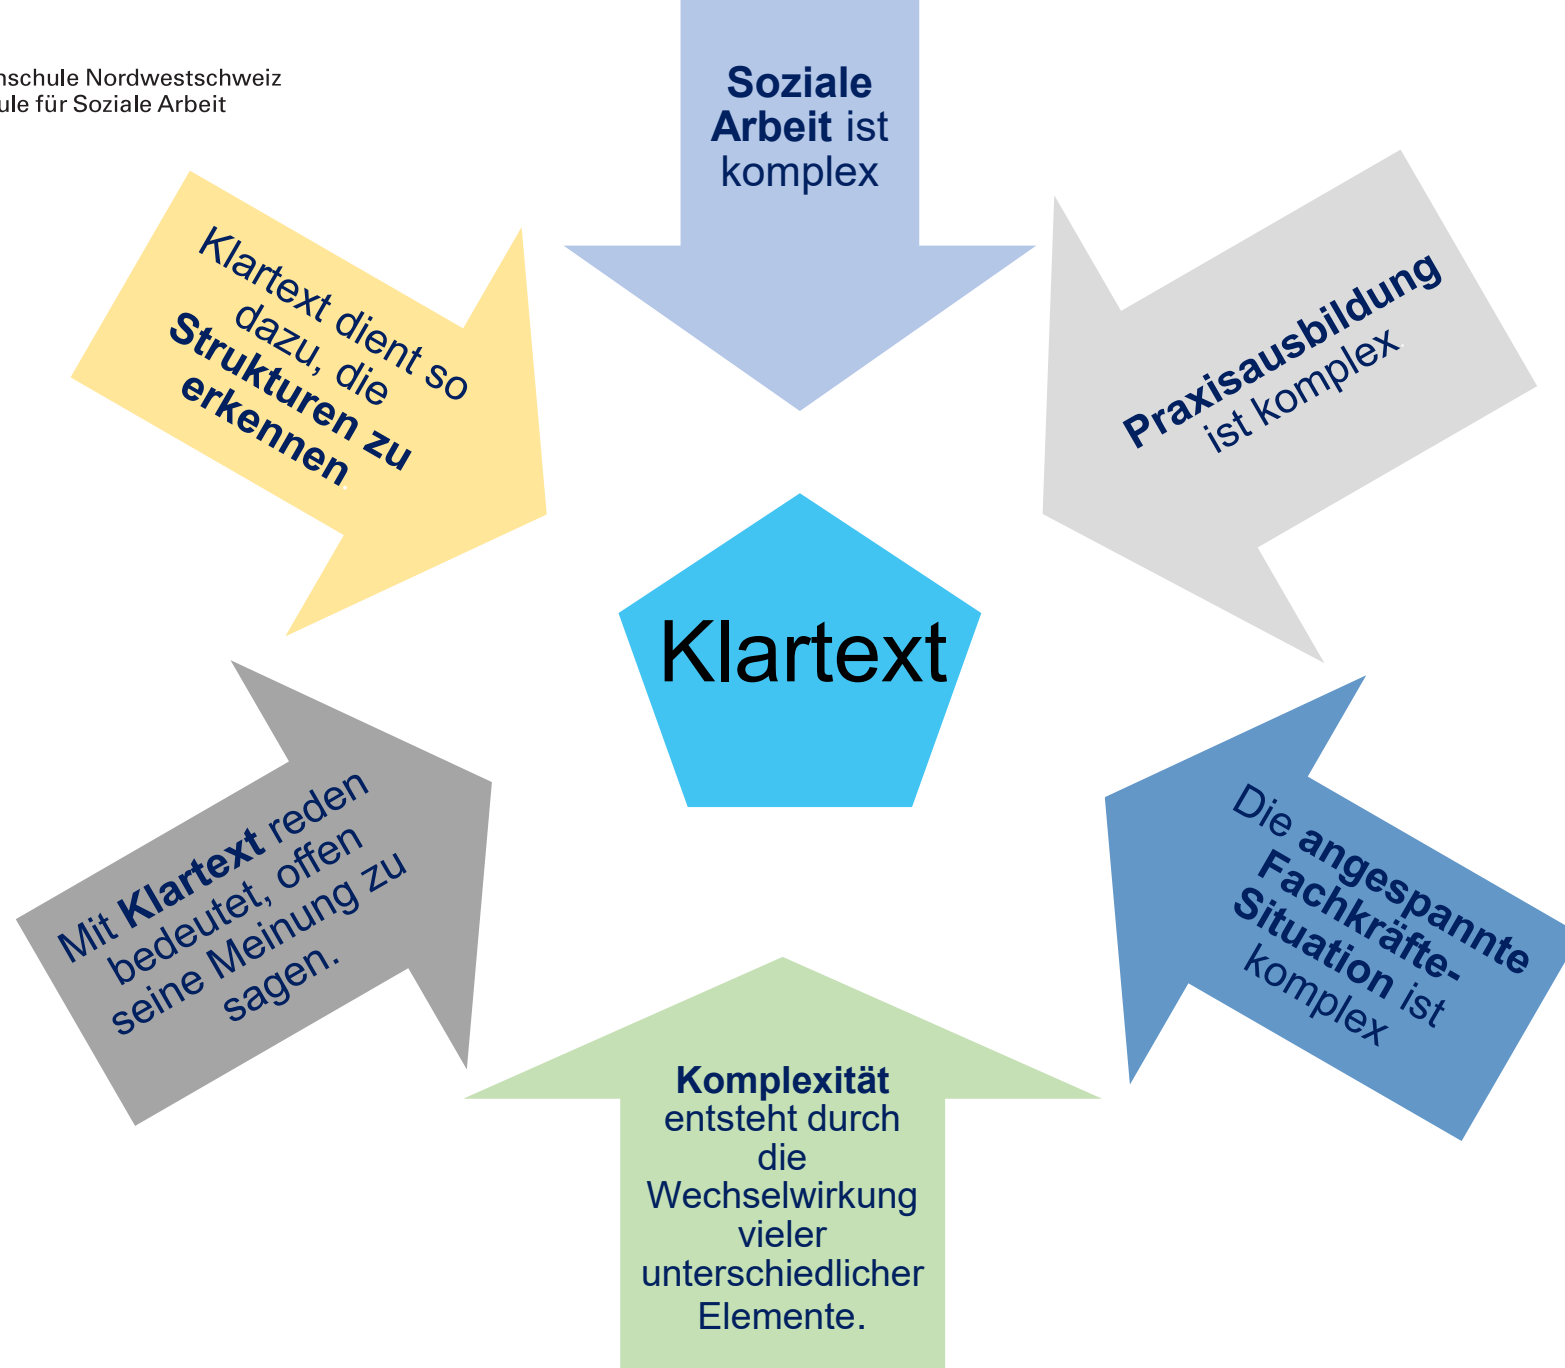 hschule Nordwestschweiz
ule für Soziale Arbeit
Soziale
Arbeit ist
komplex
Praxisausbildung
ist komplex.
Die angespannte
Fachkräfte-
Situation ist
komplex
Komplexität
entsteht durch
die
Wechselwirkung
vieler
unterschiedlicher
Elemente.
Mit Klartext reden
bedeutet, offen
seine Meinung zu
sagen.
Klartext dient so
dazu, die
Strukturen zu
erkennen.
Klartext